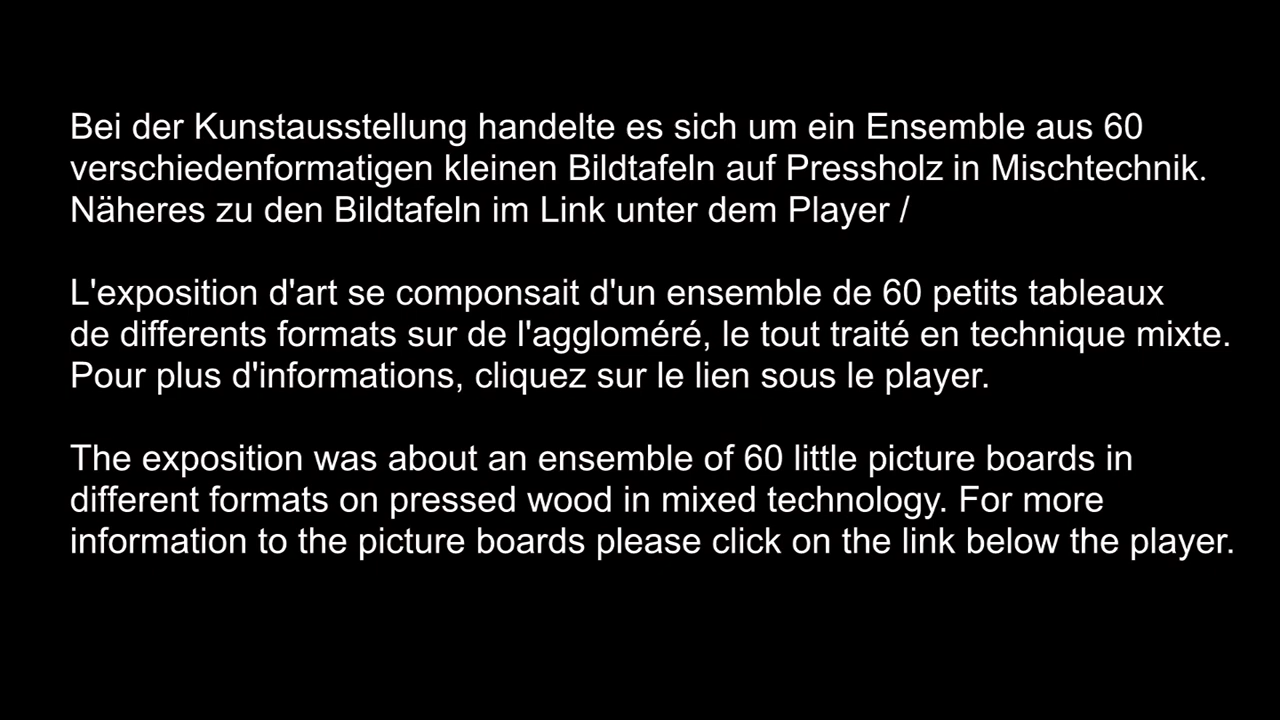 Bei der Kunstausstellung handelte es sich um ein Ensemble aus 60
verschiedenformatigen kleinen Bildtafeln auf Pressholz in Mischtechnik.
Näheres zu den Bildtafeln im Link unter dem Player /
L'exposition d'art se componsait d'un ensemble de 60 petits tableaux
de differents formats sur de l'aggloméré, le tout traité en technique mixte.
Pour plus d'informations, cliquez sur le lien sous le player.
The exposition was about an ensemble of 60 little picture boards in
different formats on pressed wood in mixed technology. For more
information to the picture boards please click on the link below the player.